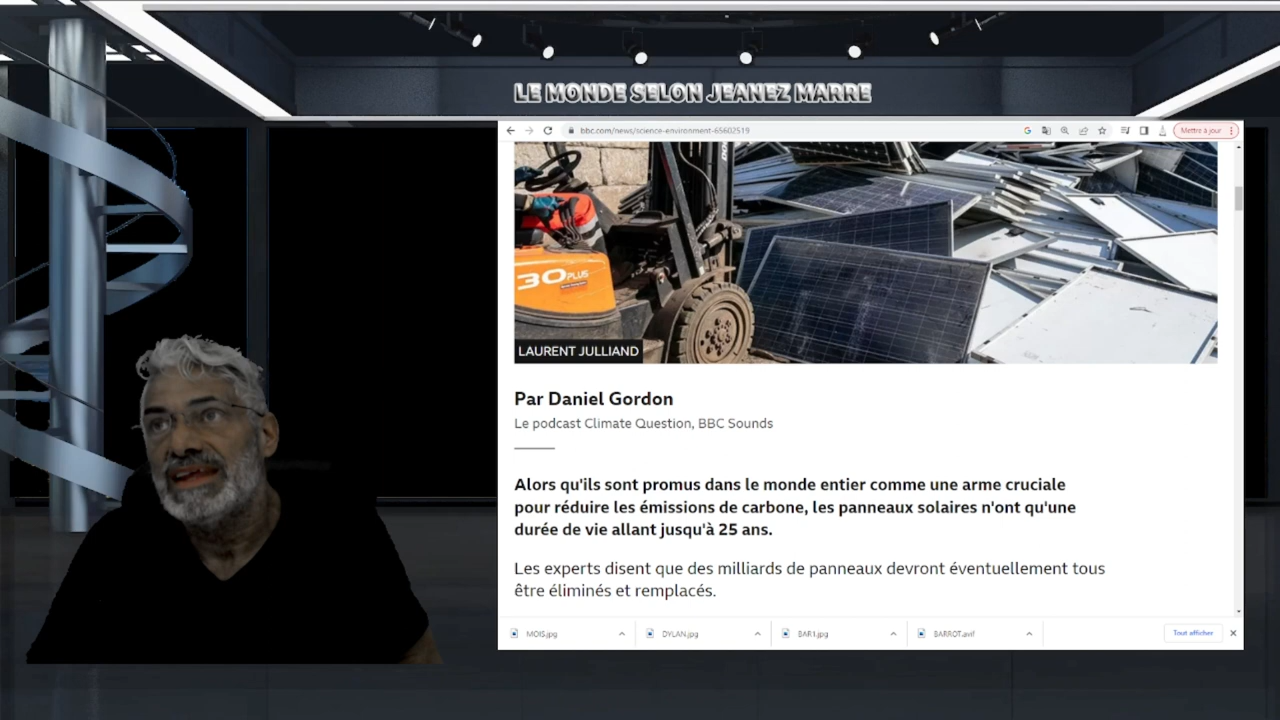 LE MONDE SELON JEANEZ MARRE
bbc.com/news/science-environment-65602519
Mettre à jour
30 PLUS
LAURENT JULLIAND
Par Daniel Gordon
Le podcast Climate Question, BBC Sounds
Alors qu'ils sont promus dans le monde entier comme une arme cruciale
pour réduire les émissions de carbone, les panneaux solaires n'ont qu'une
durée de vie allant jusqu'à 25 ans.
Les experts disent que des milliards de panneaux devront éventuellement tous
être éliminés et remplacés.
MOIS.jpg
DYLAN.jpg
BAR1.jpg
BARROT.avif
Tout afficher